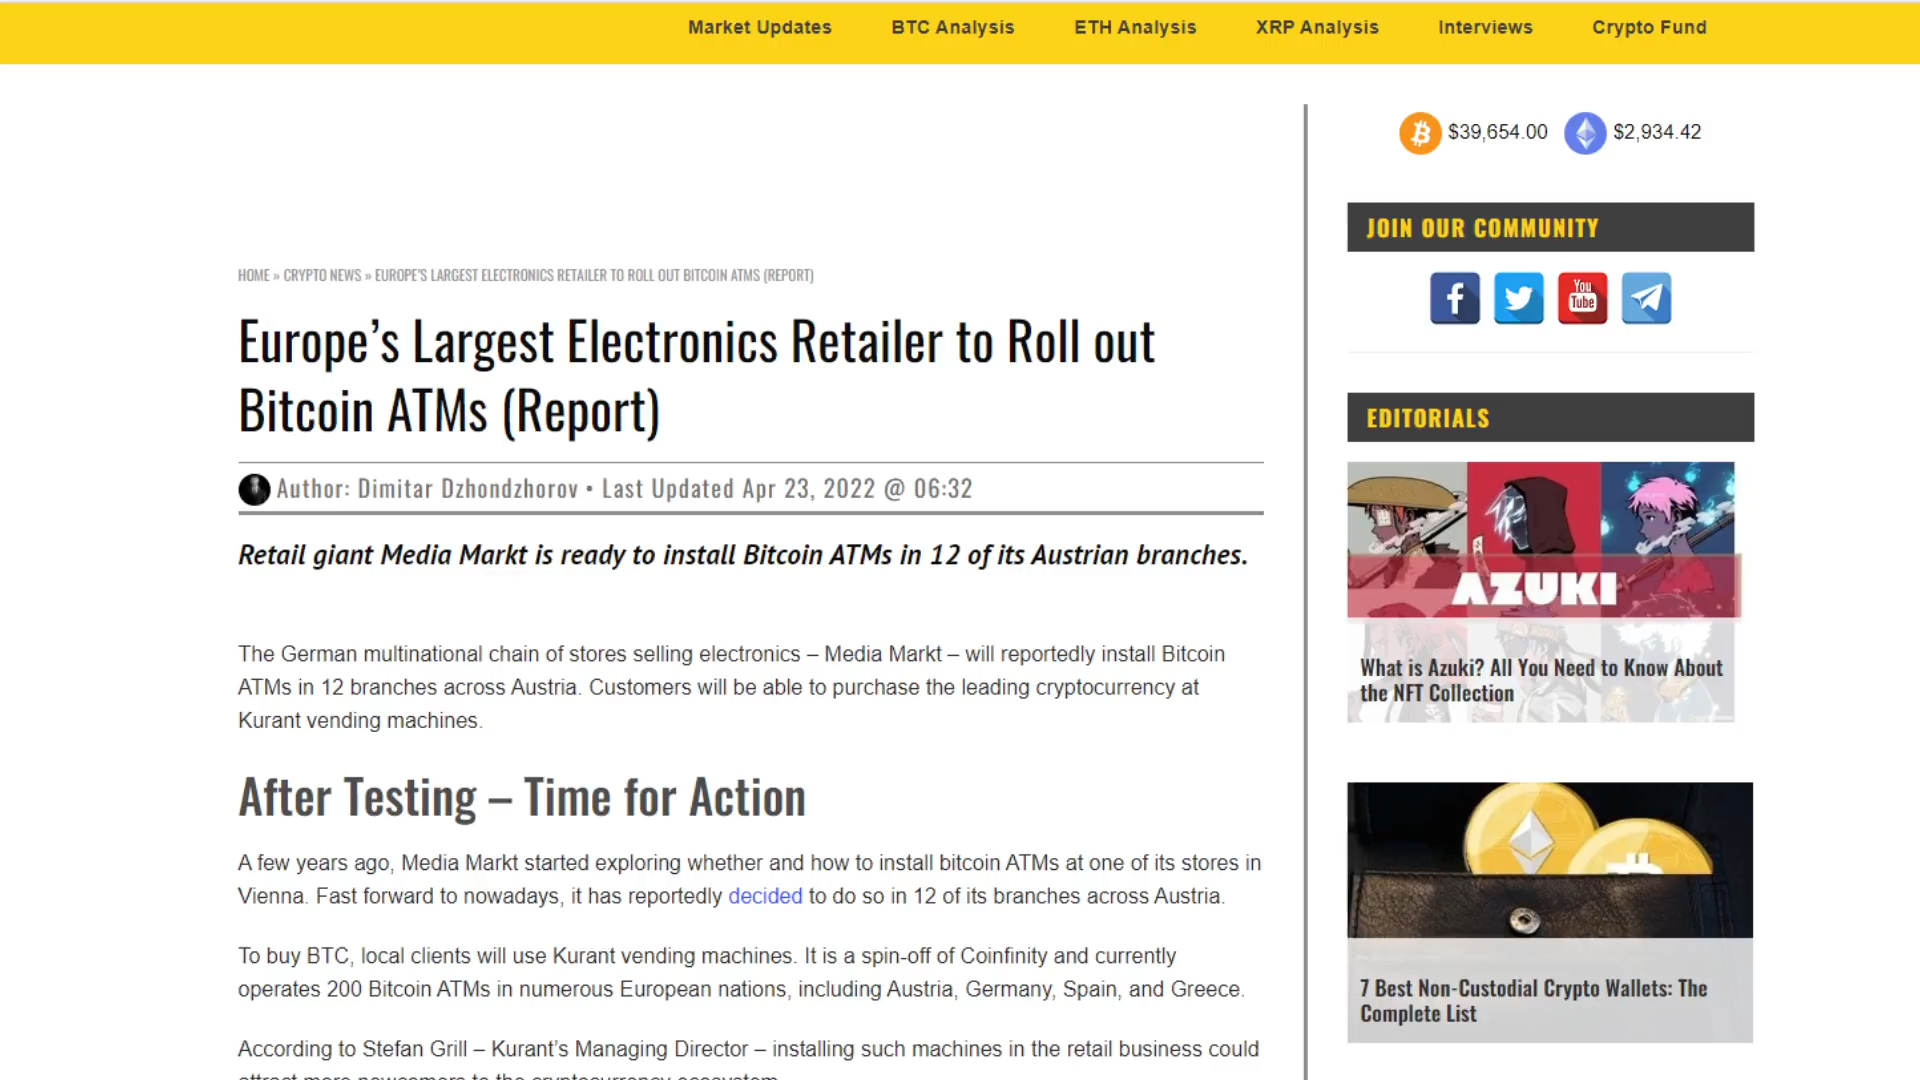 Market Updates BTC Analysis ETH Analysis XRP Analysis Interviews Crypto Fund
$39,654.00 $2,934.42
HOME » CRYPTO NEWS » EUROPE'S LARGEST ELECTRONICS RETAILER TO ROLL OUT BITCOIN ATMS (REPORT)
Europe’s Largest Electronics Retailer to Roll out
Bitcoin ATMs (Report)
Author: Dimitar Dzhondzhorov • Last Updated Apr 23, 2022 @ 06:32
Retail giant Media Markt is ready to install Bitcoin ATMs in 12 of its Austrian branches.
The German multinational chain of stores selling electronics – Media Markt – will reportedly install Bitcoin
ATMs in 12 branches across Austria. Customers will be able to purchase the leading cryptocurrency at
Kurant vending machines.
After Testing – Time for Action
A few years ago, Media Markt started exploring whether and how to install bitcoin ATMs at one of its stores in
Vienna. Fast forward to nowadays, it has reportedly decided to do so in 12 of its branches across Austria.
To buy BTC, local clients will use Kurant vending machines. It is a spin-off of Coinfinity and currently
operates 200 Bitcoin ATMs in numerous European nations, including Austria, Germany, Spain, and Greece.
According to Stefan Grill – Kurant’s Managing Director – installing such machines in the retail business could
attract more newcomers to the cryptocurrency ecosystem.
JOIN OUR COMMUNITY
You
Tube
EDITORIALS
AZUKI
What is Azuki? All You Need to Know About
the NFT Collection
7 Best Non-Custodial Crypto Wallets: The
Complete List